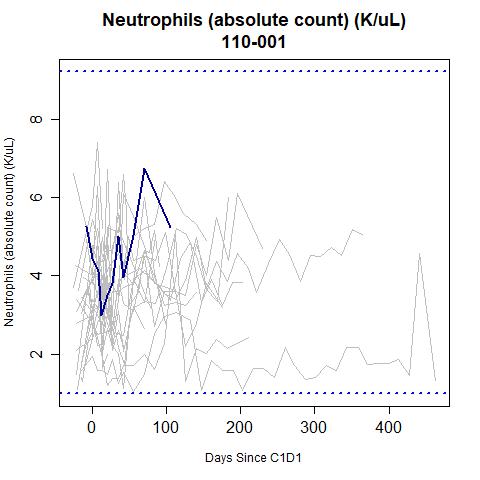 Neutrophils (absolute count) (K/uL)
110-001
8
6
4
2
Neutrophils (absolute count) (K/uL)
0 100 200 300 400
Days Since C1D1